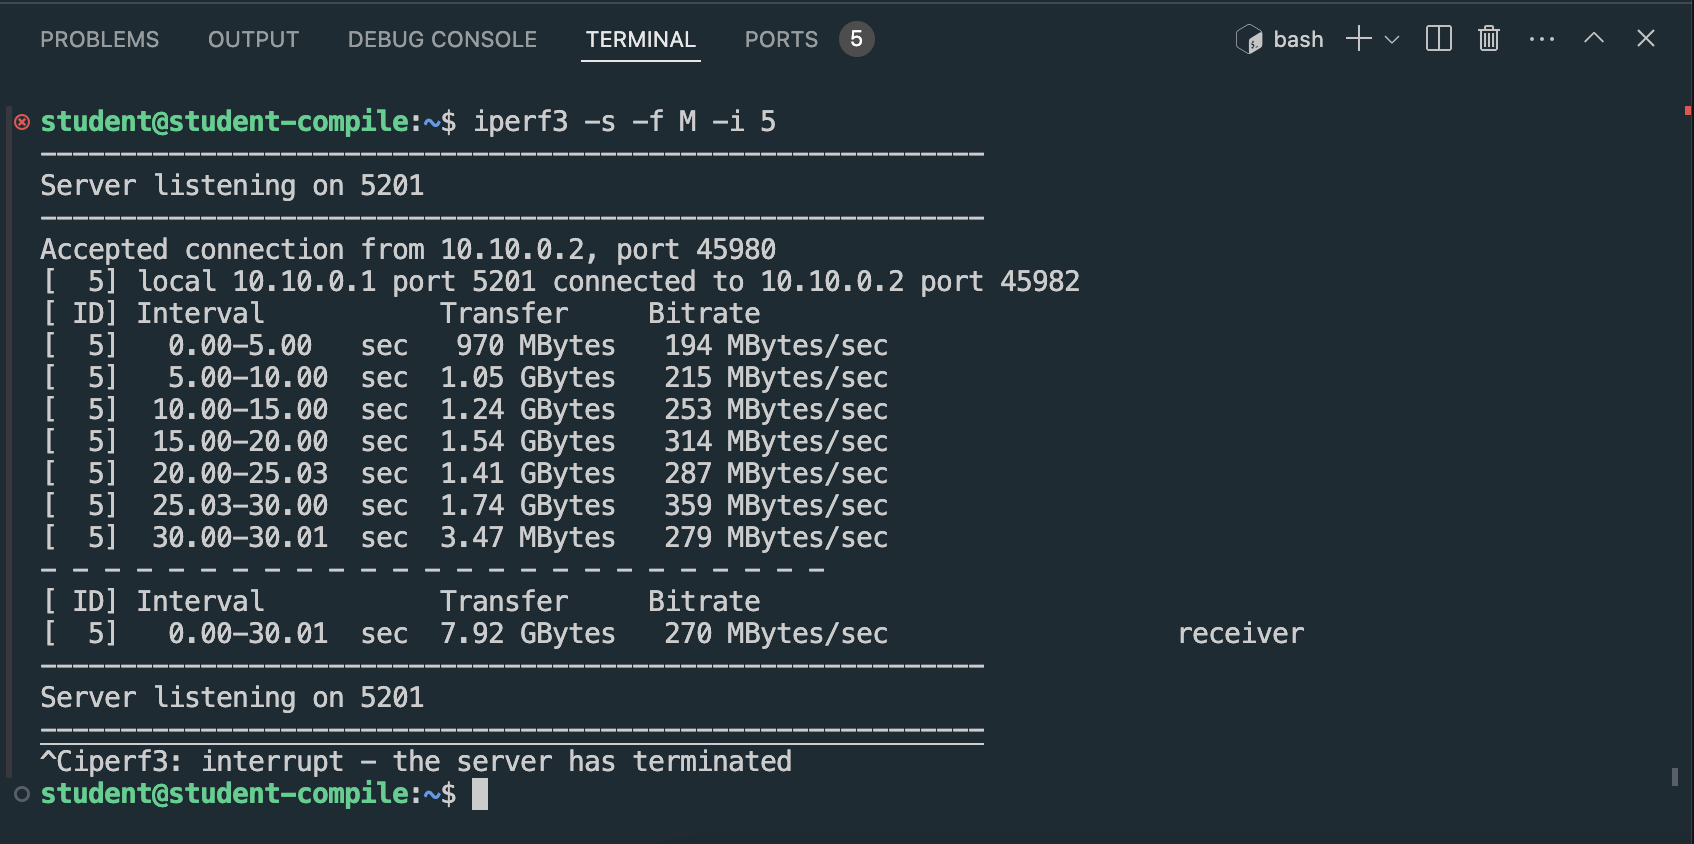 PROBLEMS OUTPUT DEBUG CONSOLE TERMINAL PORTS 5 bash
student@student-compile:~$ iperf3 -s -f M -i 5
-----------------------------------------------------------
Server listening on 5201
-----------------------------------------------------------
Accepted connection from 10.10.0.2, port 45980
[  5] local 10.10.0.1 port 5201 connected to 10.10.0.2 port 45982
[ ID] Interval           Transfer     Bitrate
[  5]   0.00-5.00   sec   970 MBytes   194 MBytes/sec
[  5]   5.00-10.00  sec  1.05 GBytes   215 MBytes/sec
[  5]  10.00-15.00  sec  1.24 GBytes   253 MBytes/sec
[  5]  15.00-20.00  sec  1.54 GBytes   314 MBytes/sec
[  5]  20.00-25.03  sec  1.41 GBytes   287 MBytes/sec
[  5]  25.03-30.00  sec  1.74 GBytes   359 MBytes/sec
[  5]  30.00-30.01  sec  3.47 MBytes   279 MBytes/sec
- - - - - - - - - - - - - - - - - - - - - - - - -
[ ID] Interval           Transfer     Bitrate
[  5]   0.00-30.01  sec  7.92 GBytes   270 MBytes/sec                  receiver
-----------------------------------------------------------
Server listening on 5201
-----------------------------------------------------------
^Ciperf3: interrupt - the server has terminated
student@student-compile:~$